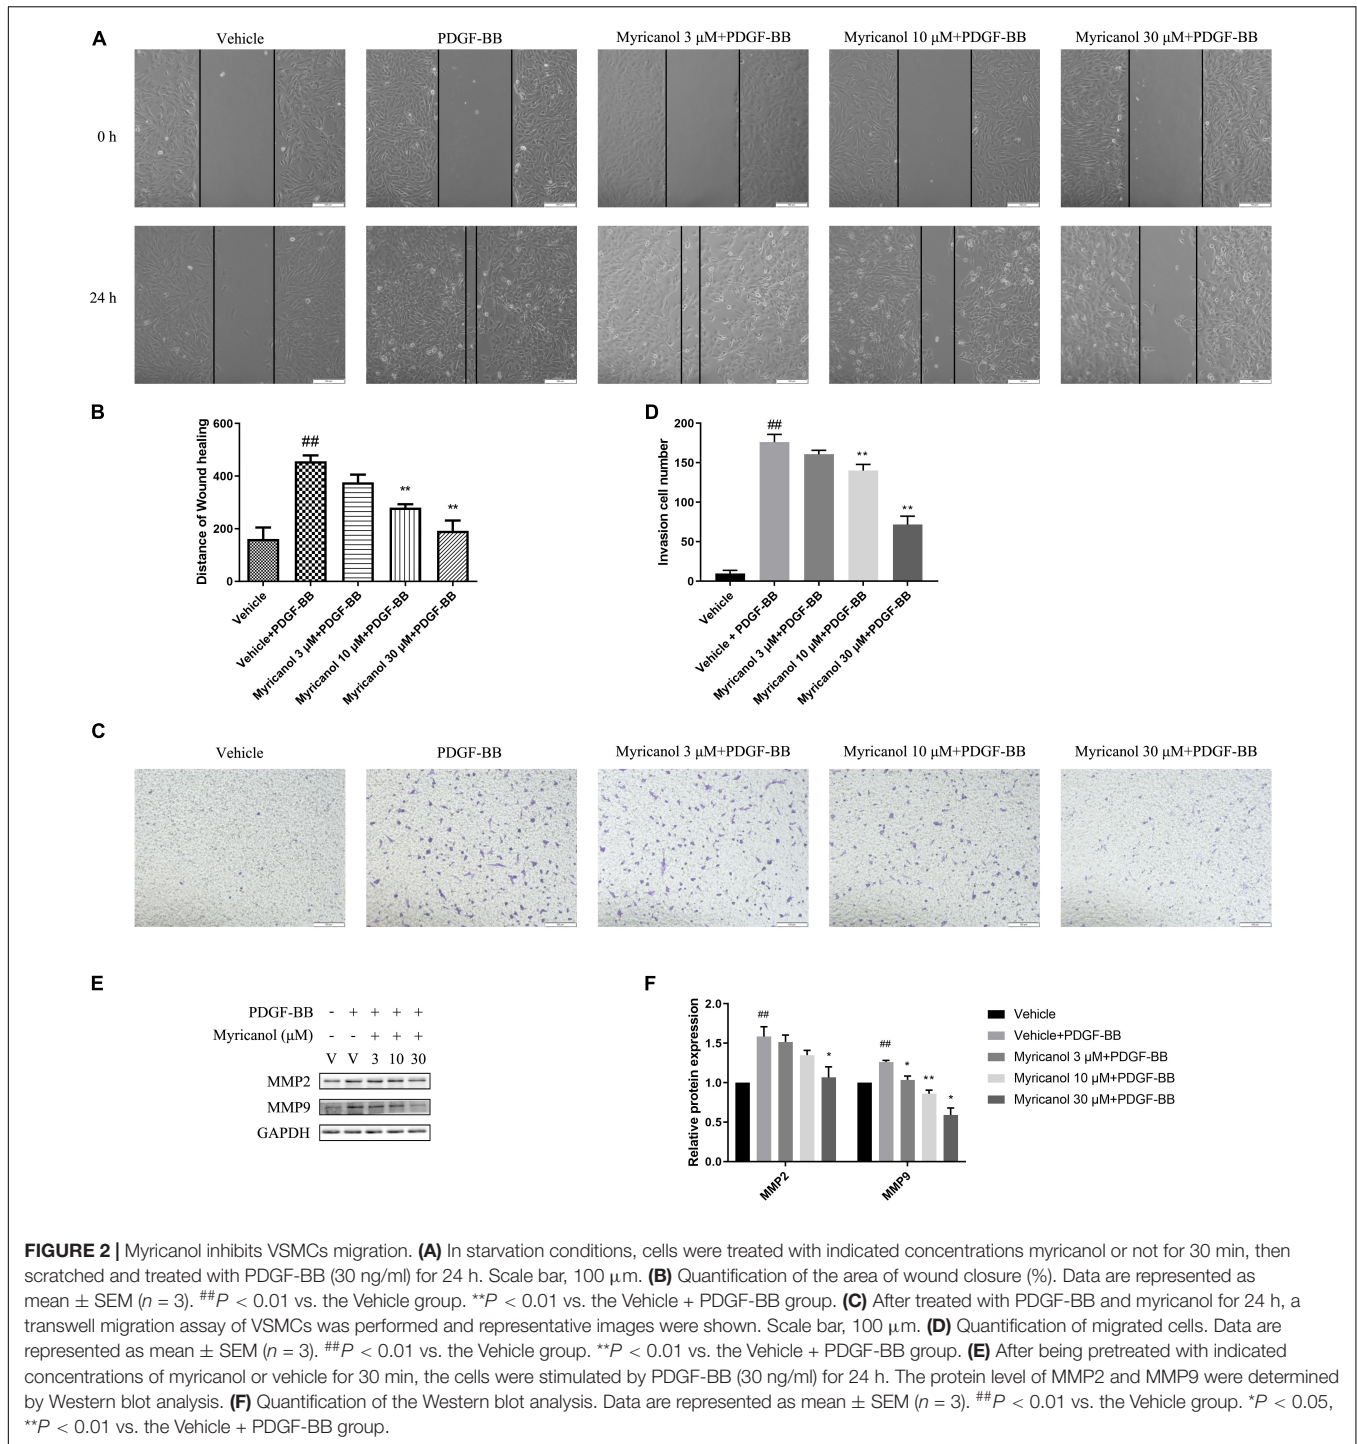 A
Vehicle
PDGF-BB
Myricanol 3 μM+PDGF-BB
Myricanol 10 μM+PDGF-BB
Myricanol 30 μM+PDGF-BB
0 h
24 h
B
Distance of Wound healing
600
400
200
0
##
**
**
Vehicle
Vehicle+PDGF-BB
Myricanol 3 μM+PDGF-BB
Myricanol 10 μM+PDGF-BB
Myricanol 30 μM+PDGF-BB
D
Invasion cell number
200
150
100
50
0
##
**
**
Vehicle
Vehicle + PDGF-BB
Myricanol 3 μM+PDGF-BB
Myricanol 10 μM+PDGF-BB
Myricanol 30 μM+PDGF-BB
C
Vehicle
PDGF-BB
Myricanol 3 μM+PDGF-BB
Myricanol 10 μM+PDGF-BB
Myricanol 30 μM+PDGF-BB
E
PDGF-BB - + + + +
Myricanol (μM) - - + + +
V V 3 10 30
MMP2
MMP9
GAPDH
F
Relative protein expression
2.0
1.5
1.0
0.5
0.0
##
*
##
*
**
*
MMP2
MMP9
Vehicle
Vehicle+PDGF-BB
Myricanol 3 μM+PDGF-BB
Myricanol 10 μM+PDGF-BB
Myricanol 30 μM+PDGF-BB
FIGURE 2 | Myricanol inhibits VSMCs migration. (A) In starvation conditions, cells were treated with indicated concentrations myricanol or not for 30 min, then
scratched and treated with PDGF-BB (30 ng/ml) for 24 h. Scale bar, 100 μm. (B) Quantification of the area of wound closure (%). Data are represented as
mean ± SEM (n = 3). ##P < 0.01 vs. the Vehicle group. **P < 0.01 vs. the Vehicle + PDGF-BB group. (C) After treated with PDGF-BB and myricanol for 24 h, a
transwell migration assay of VSMCs was performed and representative images were shown. Scale bar, 100 μm. (D) Quantification of migrated cells. Data are
represented as mean ± SEM (n = 3). ##P < 0.01 vs. the Vehicle group. **P < 0.01 vs. the Vehicle + PDGF-BB group. (E) After being pretreated with indicated
concentrations of myricanol or vehicle for 30 min, the cells were stimulated by PDGF-BB (30 ng/ml) for 24 h. The protein level of MMP2 and MMP9 were determined
by Western blot analysis. (F) Quantification of the Western blot analysis. Data are represented as mean ± SEM (n = 3). ##P < 0.01 vs. the Vehicle group. *P < 0.05,
**P < 0.01 vs. the Vehicle + PDGF-BB group.